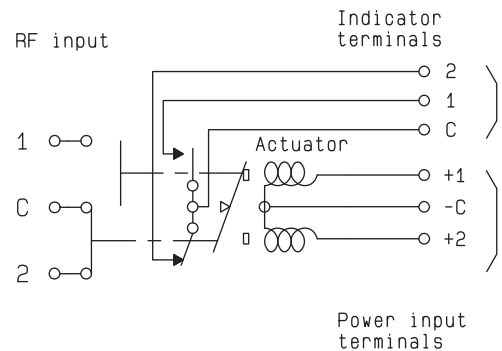 Indicator
terminals
RF input
2
1
C
Actuator
1
+1
C
-C
+2
2
Power input
terminals